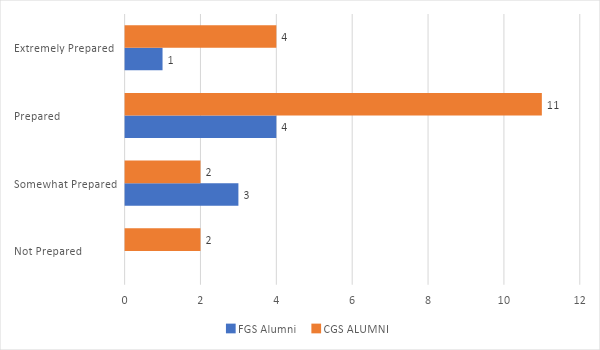 Extremely Prepared
4
1
Prepared
11
4
Somewhat Prepared
2
3
Not Prepared
2
0 2 4 6 8 10 12
FGS Alumni CGS ALUMNI